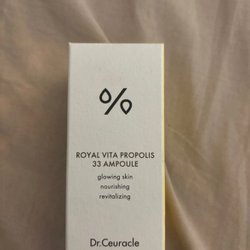 ROYAL VITA PROPOLIS
33 AMPOULE
glowing skin
nourishing
revitalizing
Dr.Ceuracle